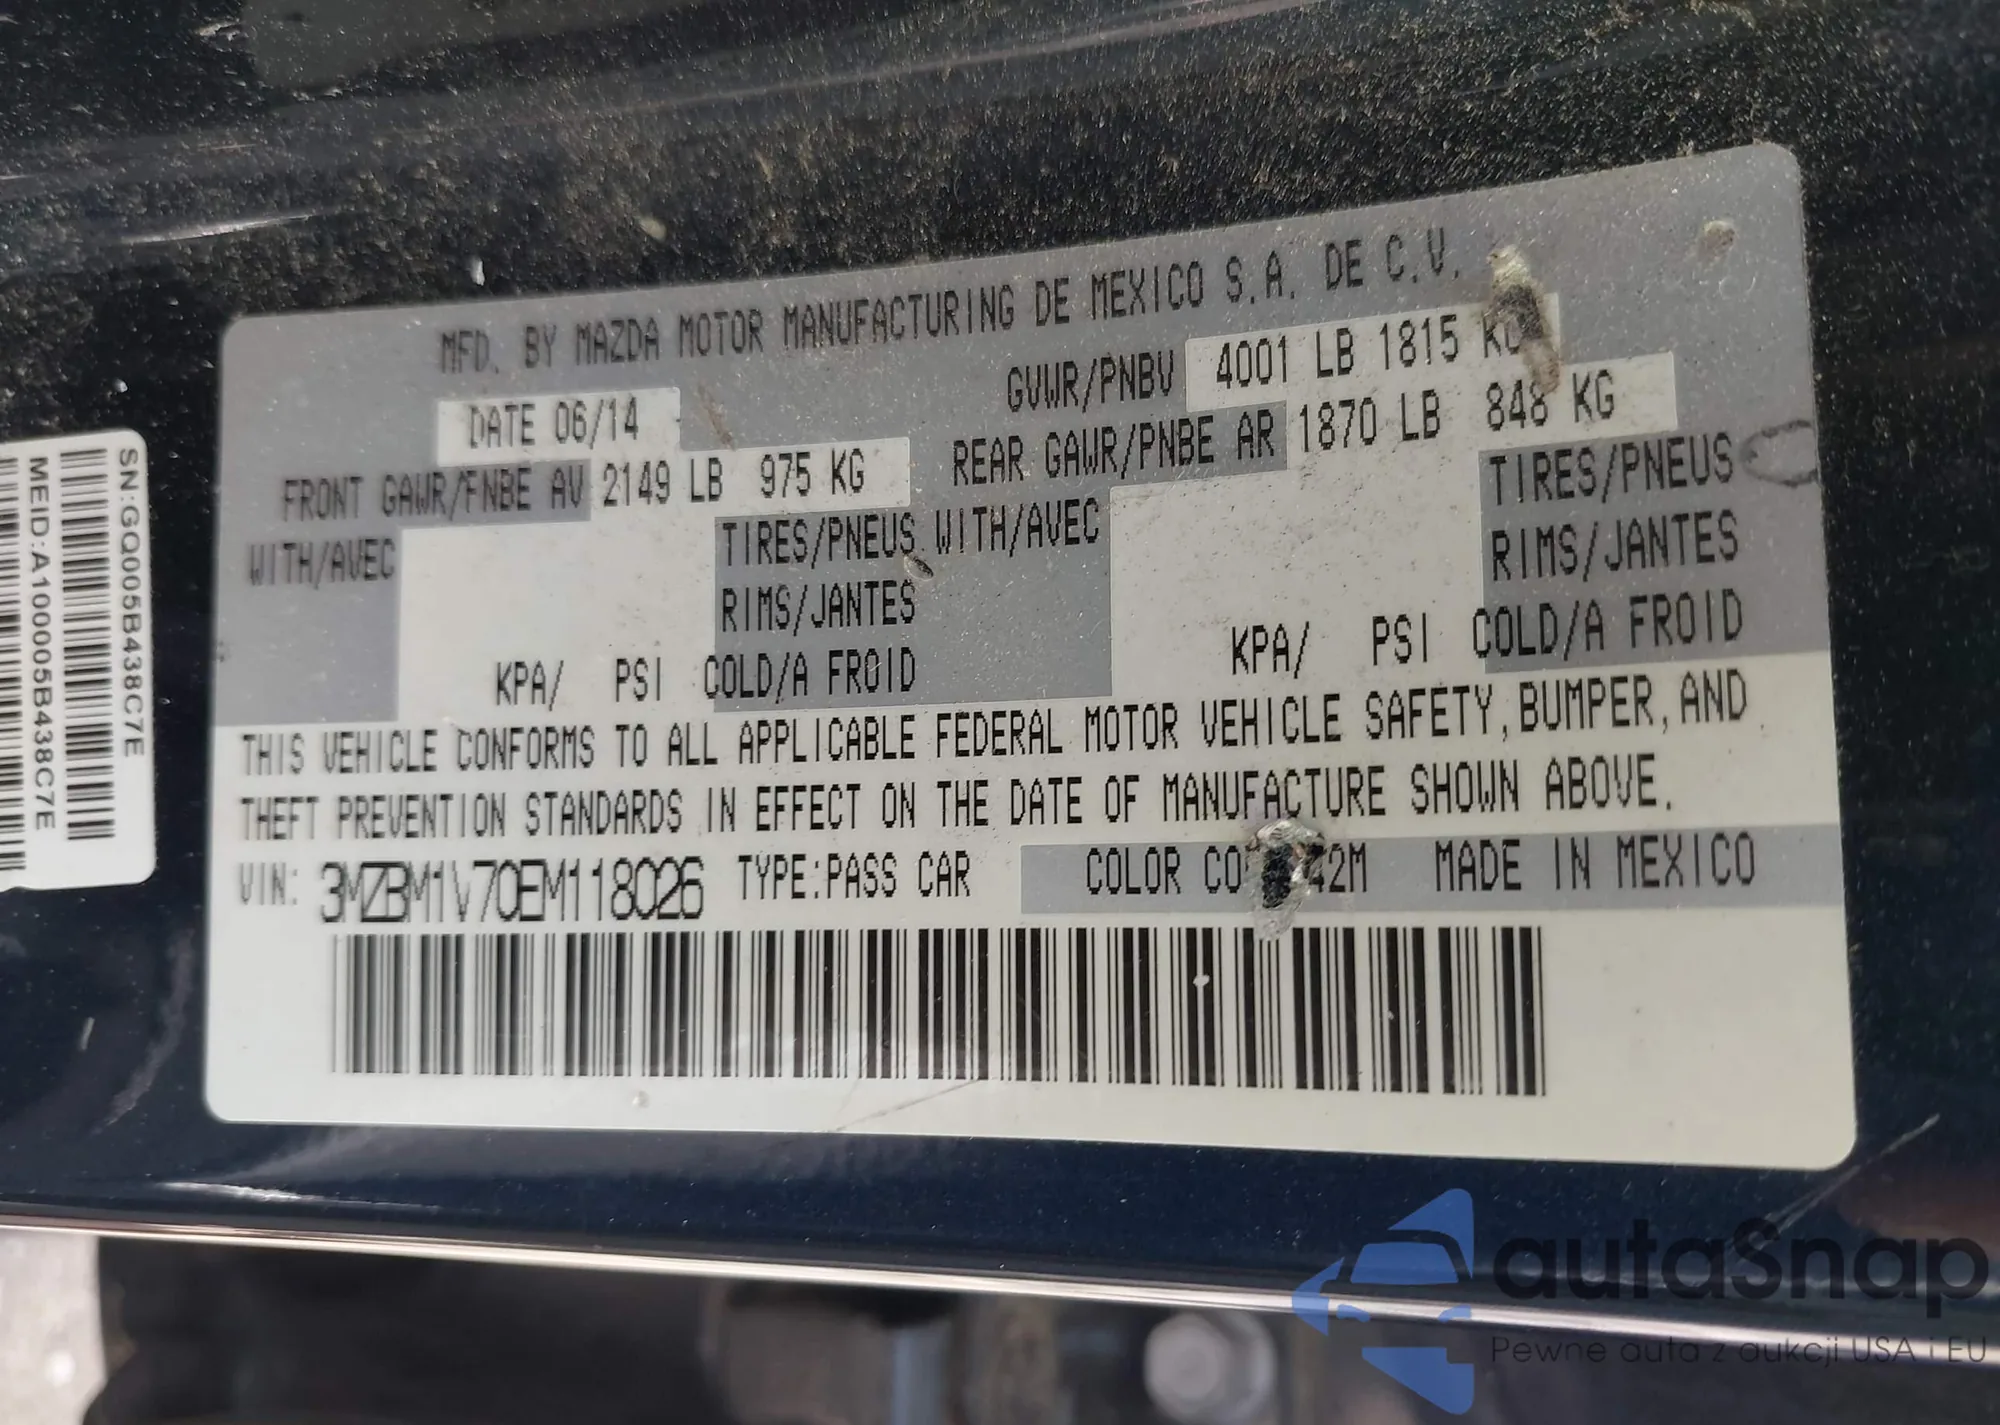 MFD. BY MAZDA MOTOR MANUFACTURING DE MEXICO S.A. DE C.V.
DATE 06/14 GVWR/PNBV 4001 LB 1815
FRONT GAWR/FNBE AV 2149 LB 975 KG REAR GAWR/PNBE AR 1870 LB 848 KG
WITH/AVEC TIRES/PNEUS WITH/AVEC TIRES/PNEUS
RIMS/JANTES RIMS/JANTES
KPA/ PSI COLD/A FROID KPA/ PSI COLD/A FROID
THIS VEHICLE CONFORMS TO ALL APPLICABLE FEDERAL MOTOR VEHICLE SAFETY, BUMPER, AND
THEFT PREVENTION STANDARDS IN EFFECT ON THE DATE OF MANUFACTURE SHOWN ABOVE.
VIN: 3MZBM1V70EM118026 TYPE:PASS CAR COLOR 42M MADE IN MEXICO
SN:GQ005B438C7E
MEID:A1000005B438C7E
autaSnap
Pewne auta z aukcji USA i EU